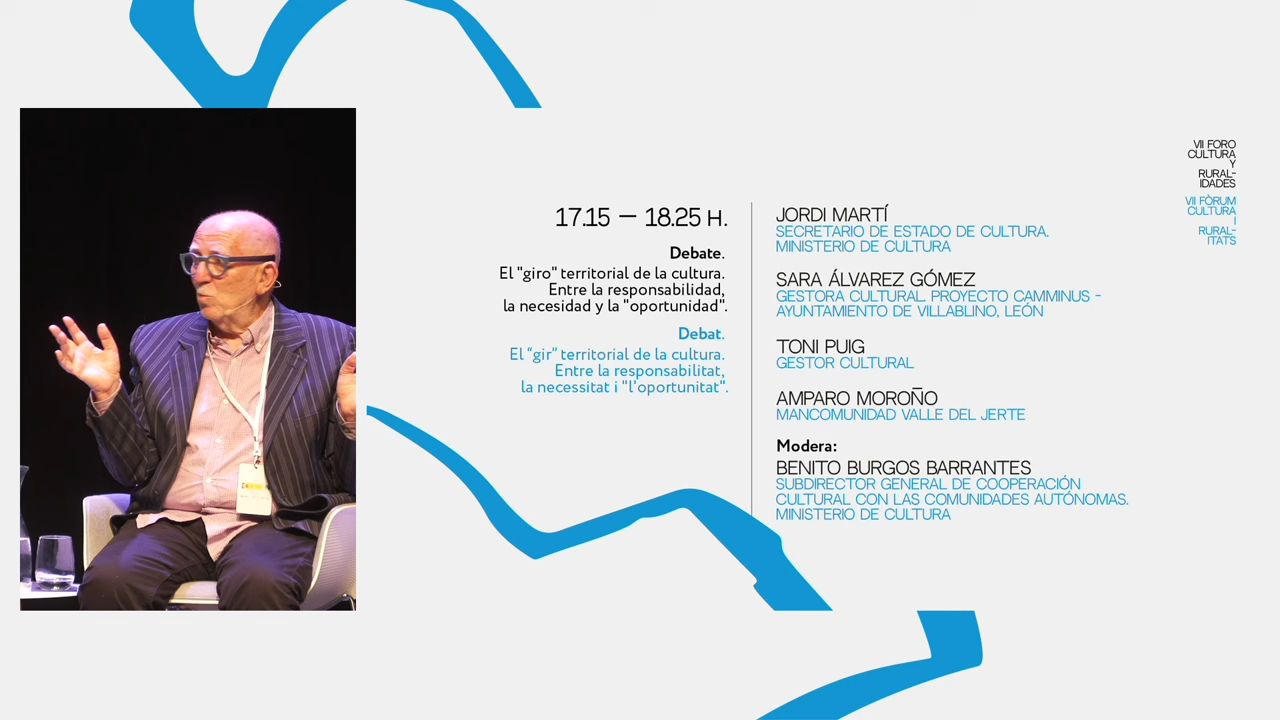 17.15 — 18.25 H.
Debate.
El "giro" territorial de la cultura.
Entre la responsabilidad,
la necesidad y la "oportunidad".
Debat.
El "gir" territorial de la cultura.
Entre la responsabilitat,
la necessitat i "l'oportunitat".
JORDI MARTÍ
SECRETARIO DE ESTADO DE CULTURA.
MINISTERIO DE CULTURA
SARA ÁLVAREZ GÓMEZ
GESTORA CULTURAL. PROYECTO CAMMINUS -
AYUNTAMIENTO DE VILLABLINO, LEÓN
TONI PUIG
GESTOR CULTURAL
AMPARO MOROÑO
MANCOMUNIDAD VALLE DEL JERTE
Modera:
BENITO BURGOS BARRANTES
SUBDIRECTOR GENERAL DE COOPERACIÓN
CULTURAL CON LAS COMUNIDADES AUTÓNOMAS.
MINISTERIO DE CULTURA
VII FORO
CULTURA
Y
RURAL-
IDADES
VII FÒRUM
CULTURA
I
RURAL-
ITATS